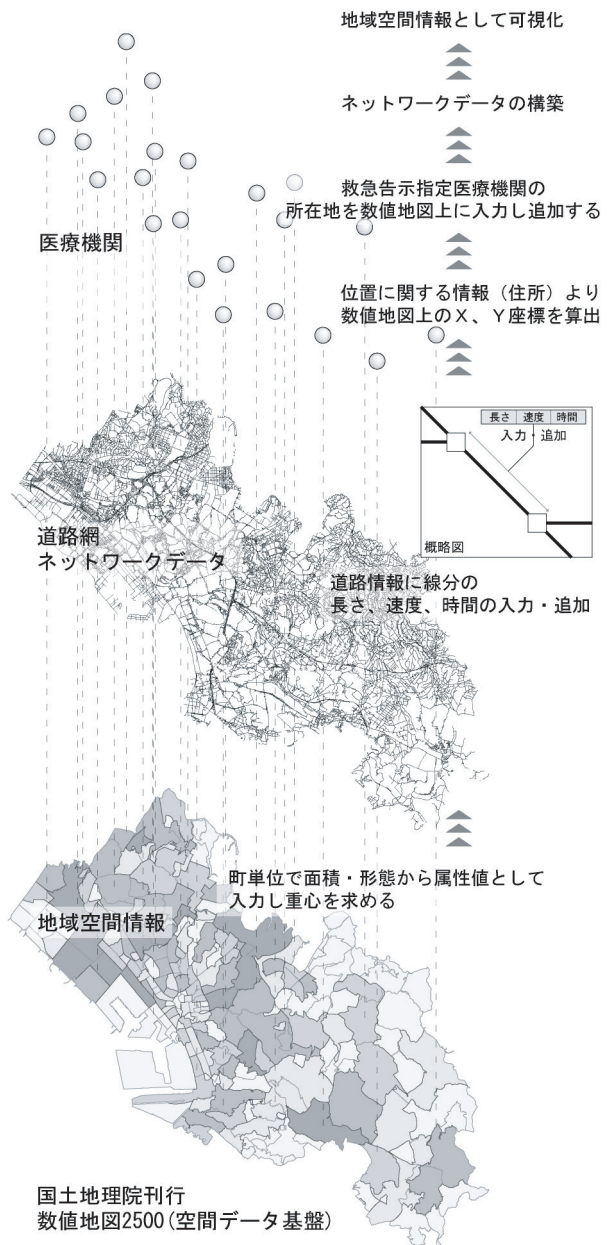 地域空間情報として可視化
ネットワークデータの構築
救急告示指定医療機関の
所在地を数値地図上に入力し追加する
医療機関
位置に関する情報（住所）より
数値地図上のX、Y座標を算出
長さ 速度 時間
入力・追加
概略図
道路網
ネットワークデータ
道路情報に線分の
長さ、速度、時間の入力・追加
町単位で面積・形態から属性値として
入力し重心を求める
地域空間情報
国土地理院刊行
数値地図2500(空間データ基盤)